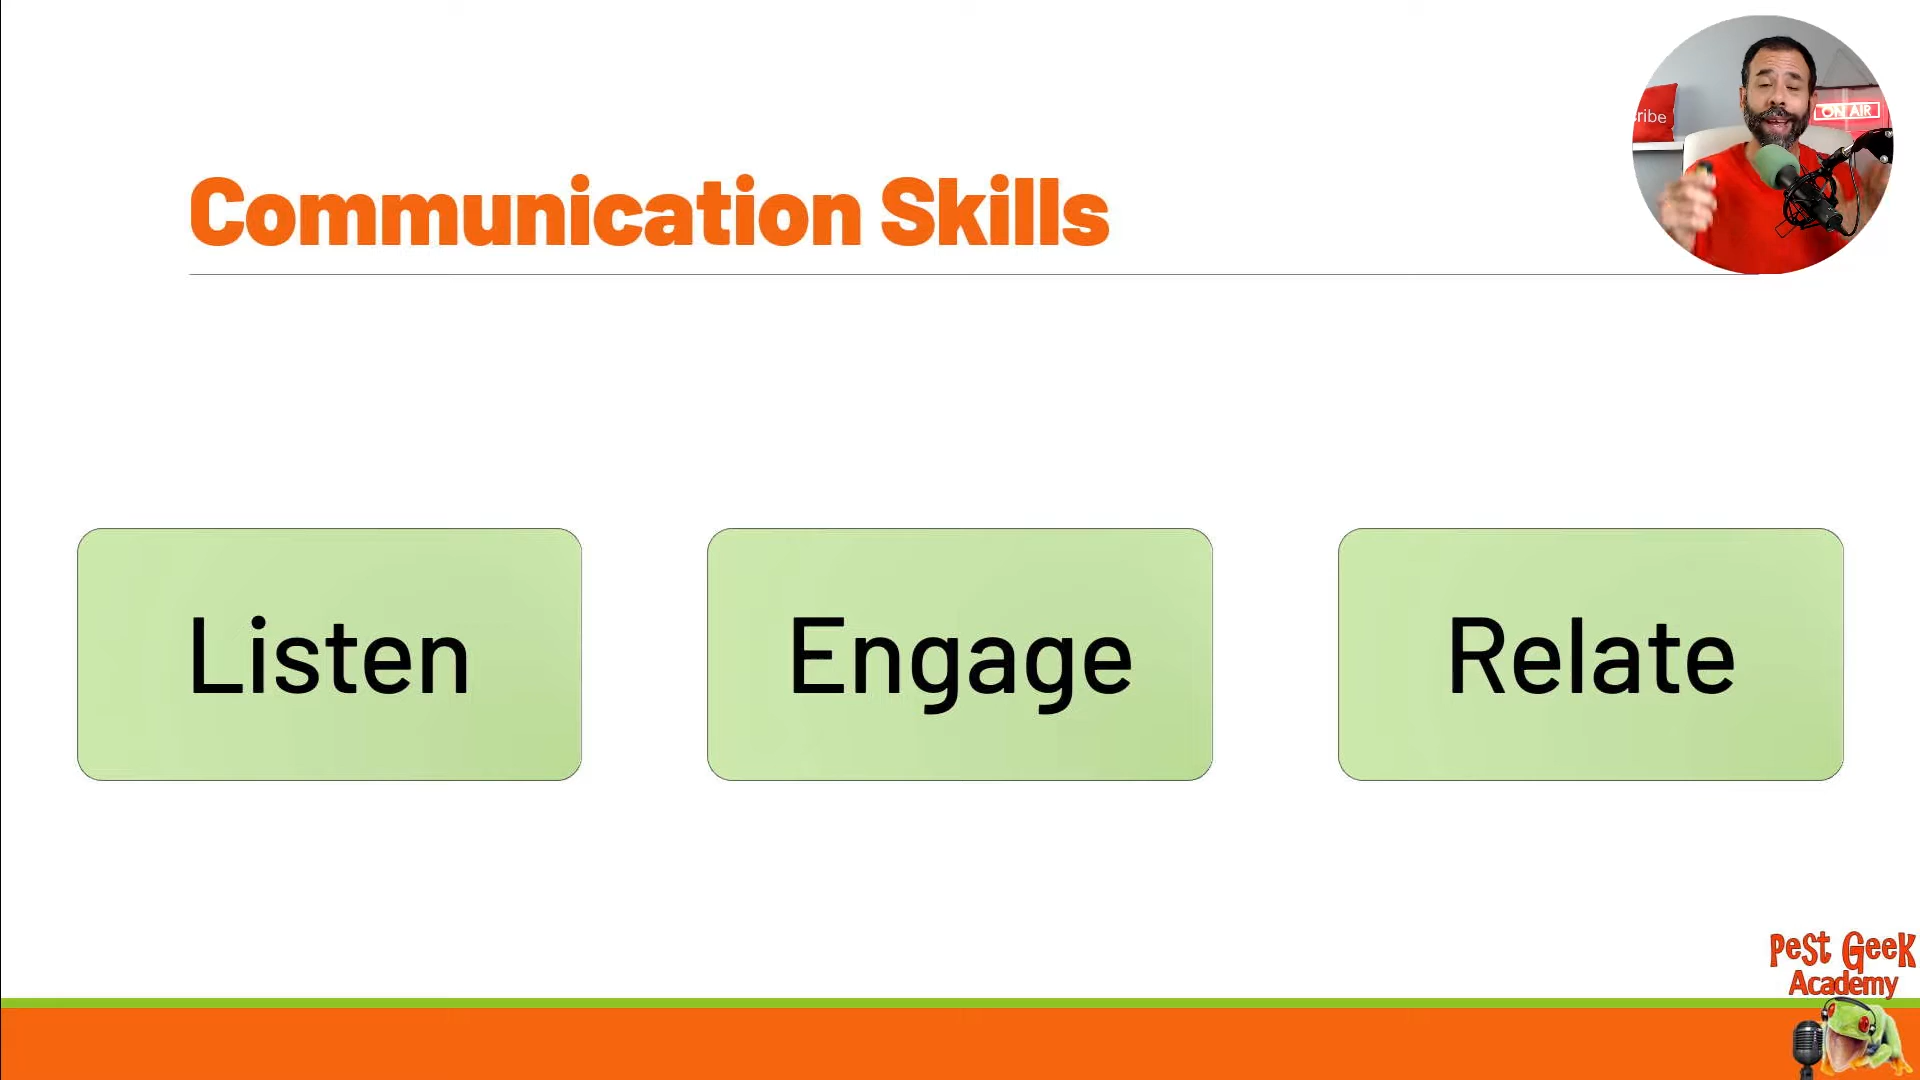 Communication Skills
ribe
ON AIR
Listen
Engage
Relate
Pest Geek
Academy